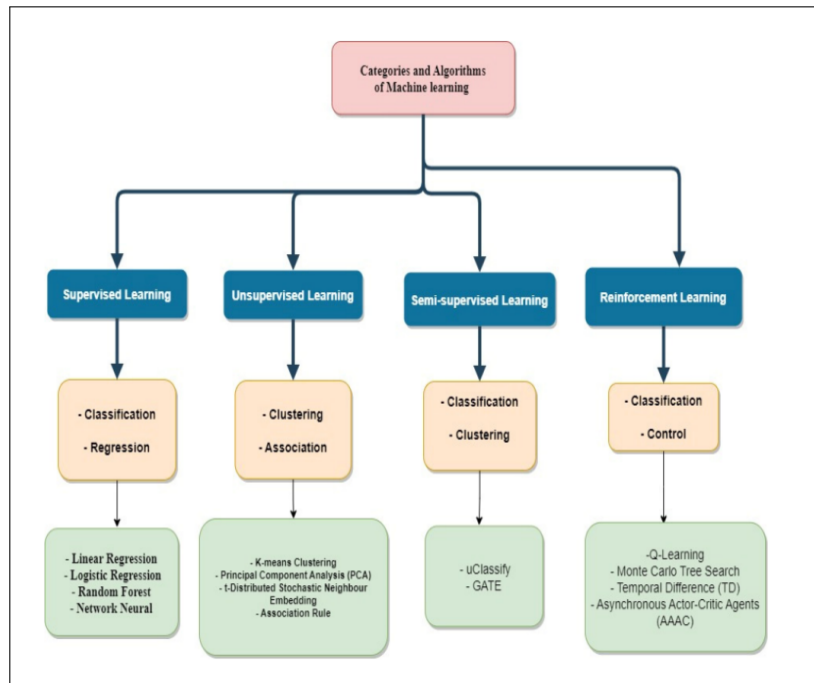 Categories and Algorithms
of Machine learning
Supervised Learning
Unsupervised Learning
Semi-supervised Learning
Reinforcement Learning
- Classification
- Regression
- Clustering
- Association
- Classification
- Clustering
- Classification
- Control
- Linear Regression
- Logistic Regression
- Random Forest
- Network Neural
- K-means Clustering
- Principal Component Analysis (PCA)
- t-Distributed Stochastic Neighbour
Embedding
- Association Rule
- uClassify
- GATE
-Q-Learning
- Monte Carlo Tree Search
- Temporal Difference (TD)
- Asynchronous Actor-Critic Agents
(AAAC)